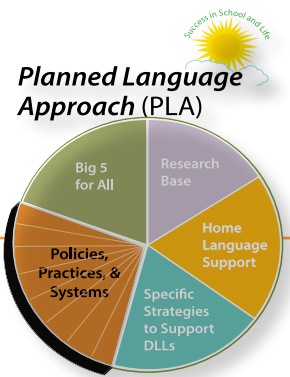 Success in School and Life
Planned Language
Approach (PLA)
Big 5
for All
Research
Base
Home
Language
Support
Policies,
Practices, &
Systems
Specific
Strategies
to Support
DLLs